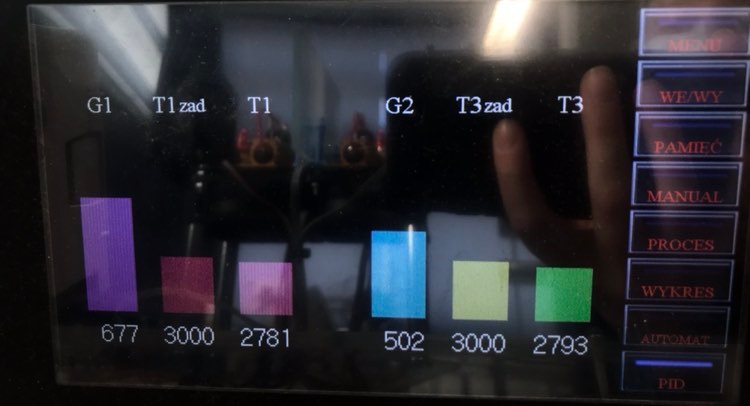 G1 T1zad T1 G2 T3zad T3
677 3000 2781 502 3000 2793
MENU
WE/WY
PAMIEĆ
MANUAL
PROCES
WYKRES
AUTOMAT
PID